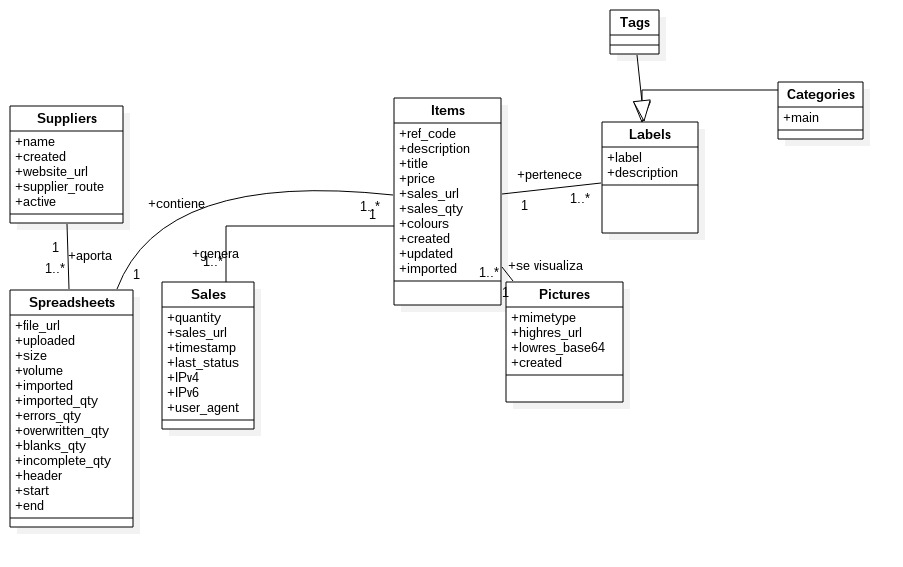 Tags
Categories
+main
Suppliers
+name
+created
+website_url
+supplier_route
+active
Items
+ref_code
+description
+title
+price
+sales_url
+sales_qty
+colours
+created
+updated
+imported
Labels
+label
+description
+pertenece
1
1..*
+contiene
1..*
1
1
+aporta
1..*
1
+genera
1..*
+se visualiza
1..*
1
Spreadsheets
+file_url
+uploaded
+size
+volume
+imported
+imported_qty
+errors_qty
+overwritten_qty
+blanks_qty
+incomplete_qty
+header
+start
+end
Sales
+quantity
+sales_url
+timestamp
+last_status
+IPv4
+IPv6
+user_agent
Pictures
+mimetype
+highres_url
+lowres_base64
+created